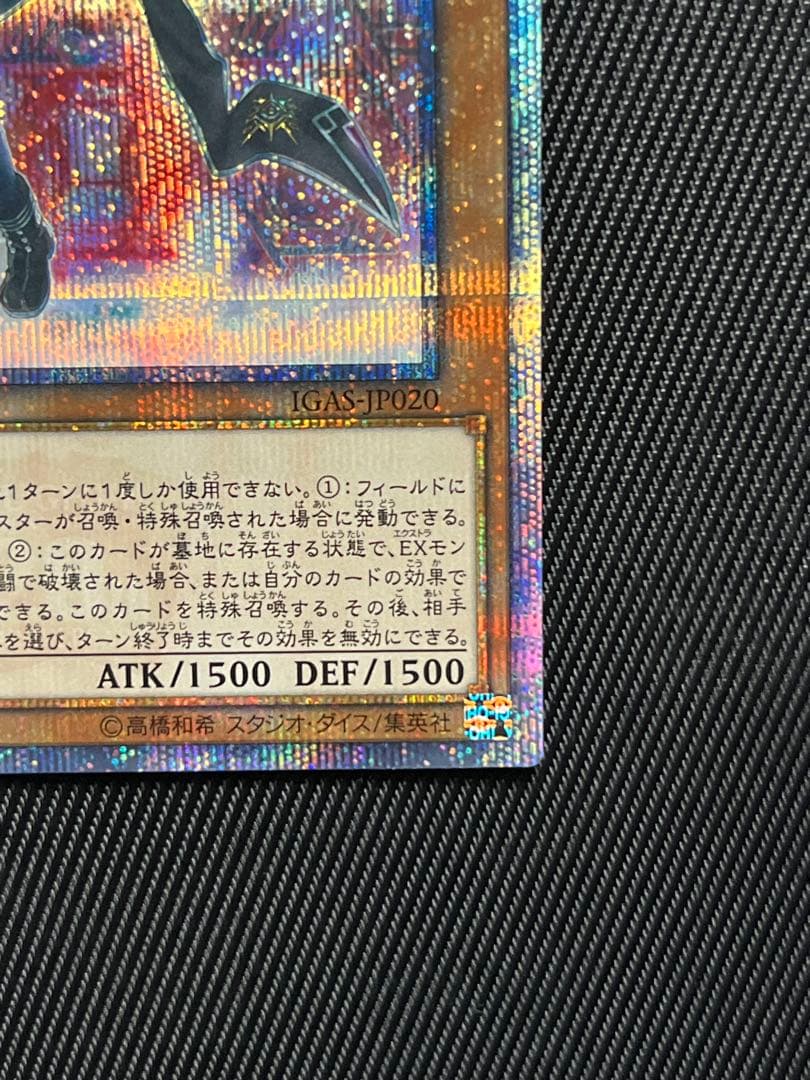 IGAS-JP020
1ターンに1度しか使用できない。①:フィールドに
スターが召喚・特殊召喚された場合に発動できる。
②:このカードが墓地に存在する状態で、EXモン
闘で破壊された場合、または自分のカードの効果で
できる。このカードを特殊召喚する。その後、相手
を選び、ターン終了時までその効果を無効にできる。
ATK/1500 DEF/1500
©高橋和希 スタジオ・ダイス/集英社